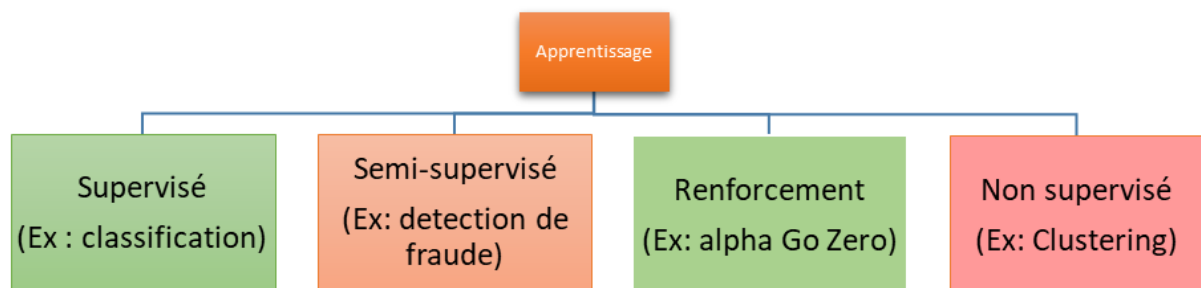 Apprentissage
Supervisé
(Ex : classification)
Semi-supervisé
(Ex: detection de
fraude)
Renforcement
(Ex: alpha Go Zero)
Non supervisé
(Ex: Clustering)